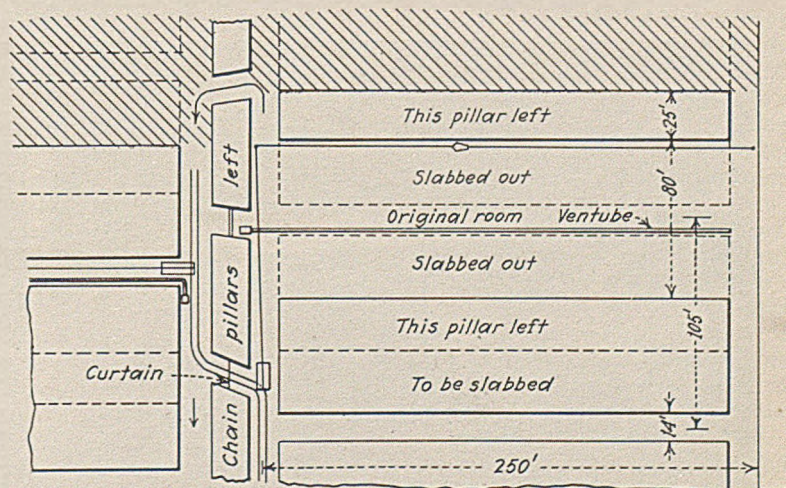 This pillar left
25'
left
Slabbed out
80'
Original room
Ventube
Slabbed out
pillars
This pillar left
105'
Curtain
To be slabbed
Chain
14'
250'